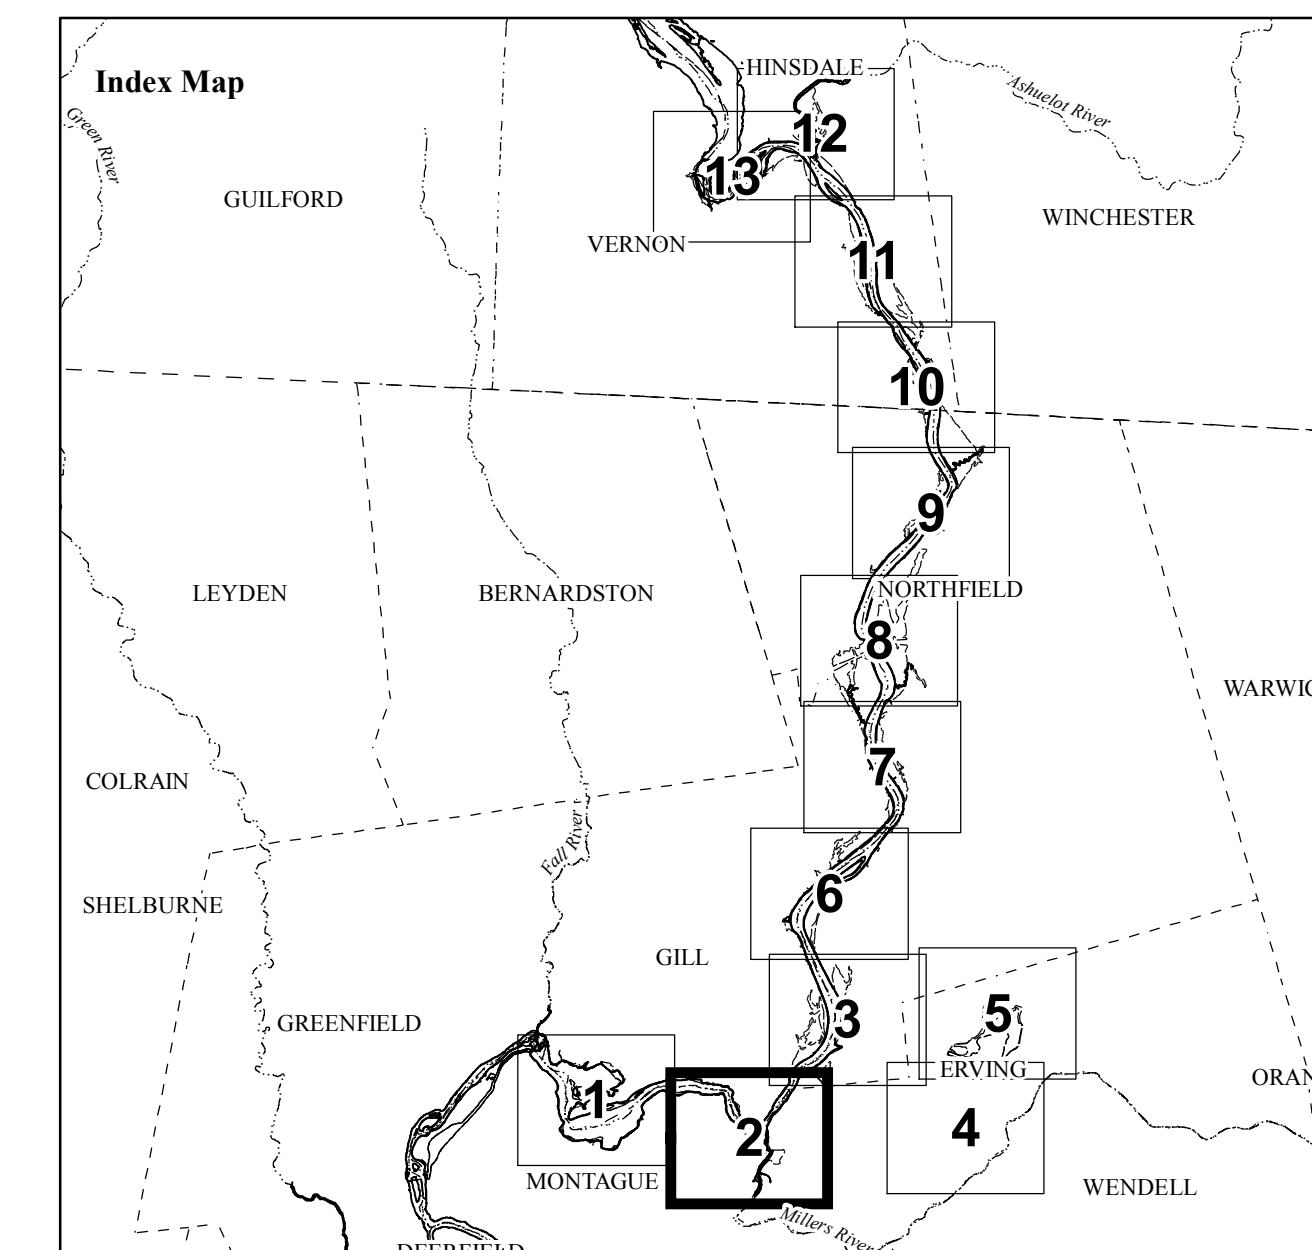 HINSDALE
Index Map
Ashuelot River
Green River
12
13
GUILFORD
WINCHESTER
VERNON
11
10
9
LEYDEN
BERNARDSTON
NORTHFIELD
8
WARWIC
7
COLRAIN
Fall River
6
SHELBURNE
GILL
3
5
GREENFIELD
ERVING
ORAN
1
4
2
MONTAGUE
WENDELL
Millers River
DEERFIELD